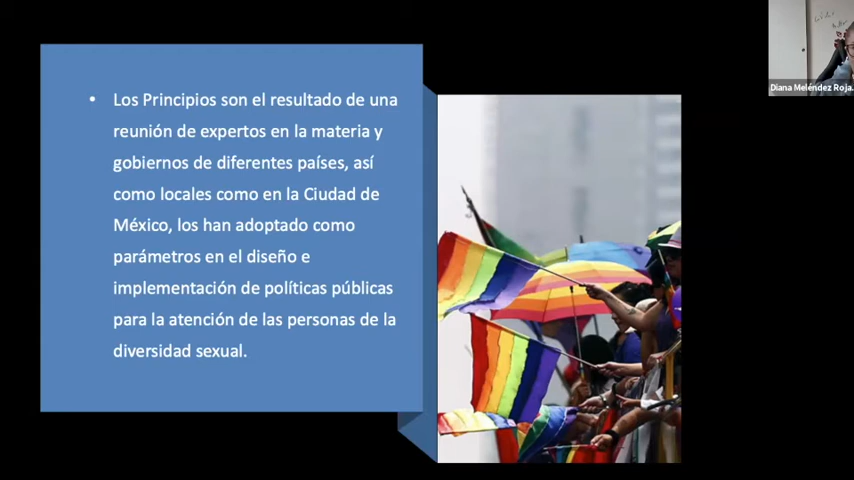 • Los Principios son el resultado de una
reunión de expertos en la materia y
gobiernos de diferentes países, así
como locales como en la Ciudad de
México, los han adoptado como
parámetros en el diseño e
implementación de políticas públicas
para la atención de las personas de la
diversidad sexual.
Diana Meléndez Roja.